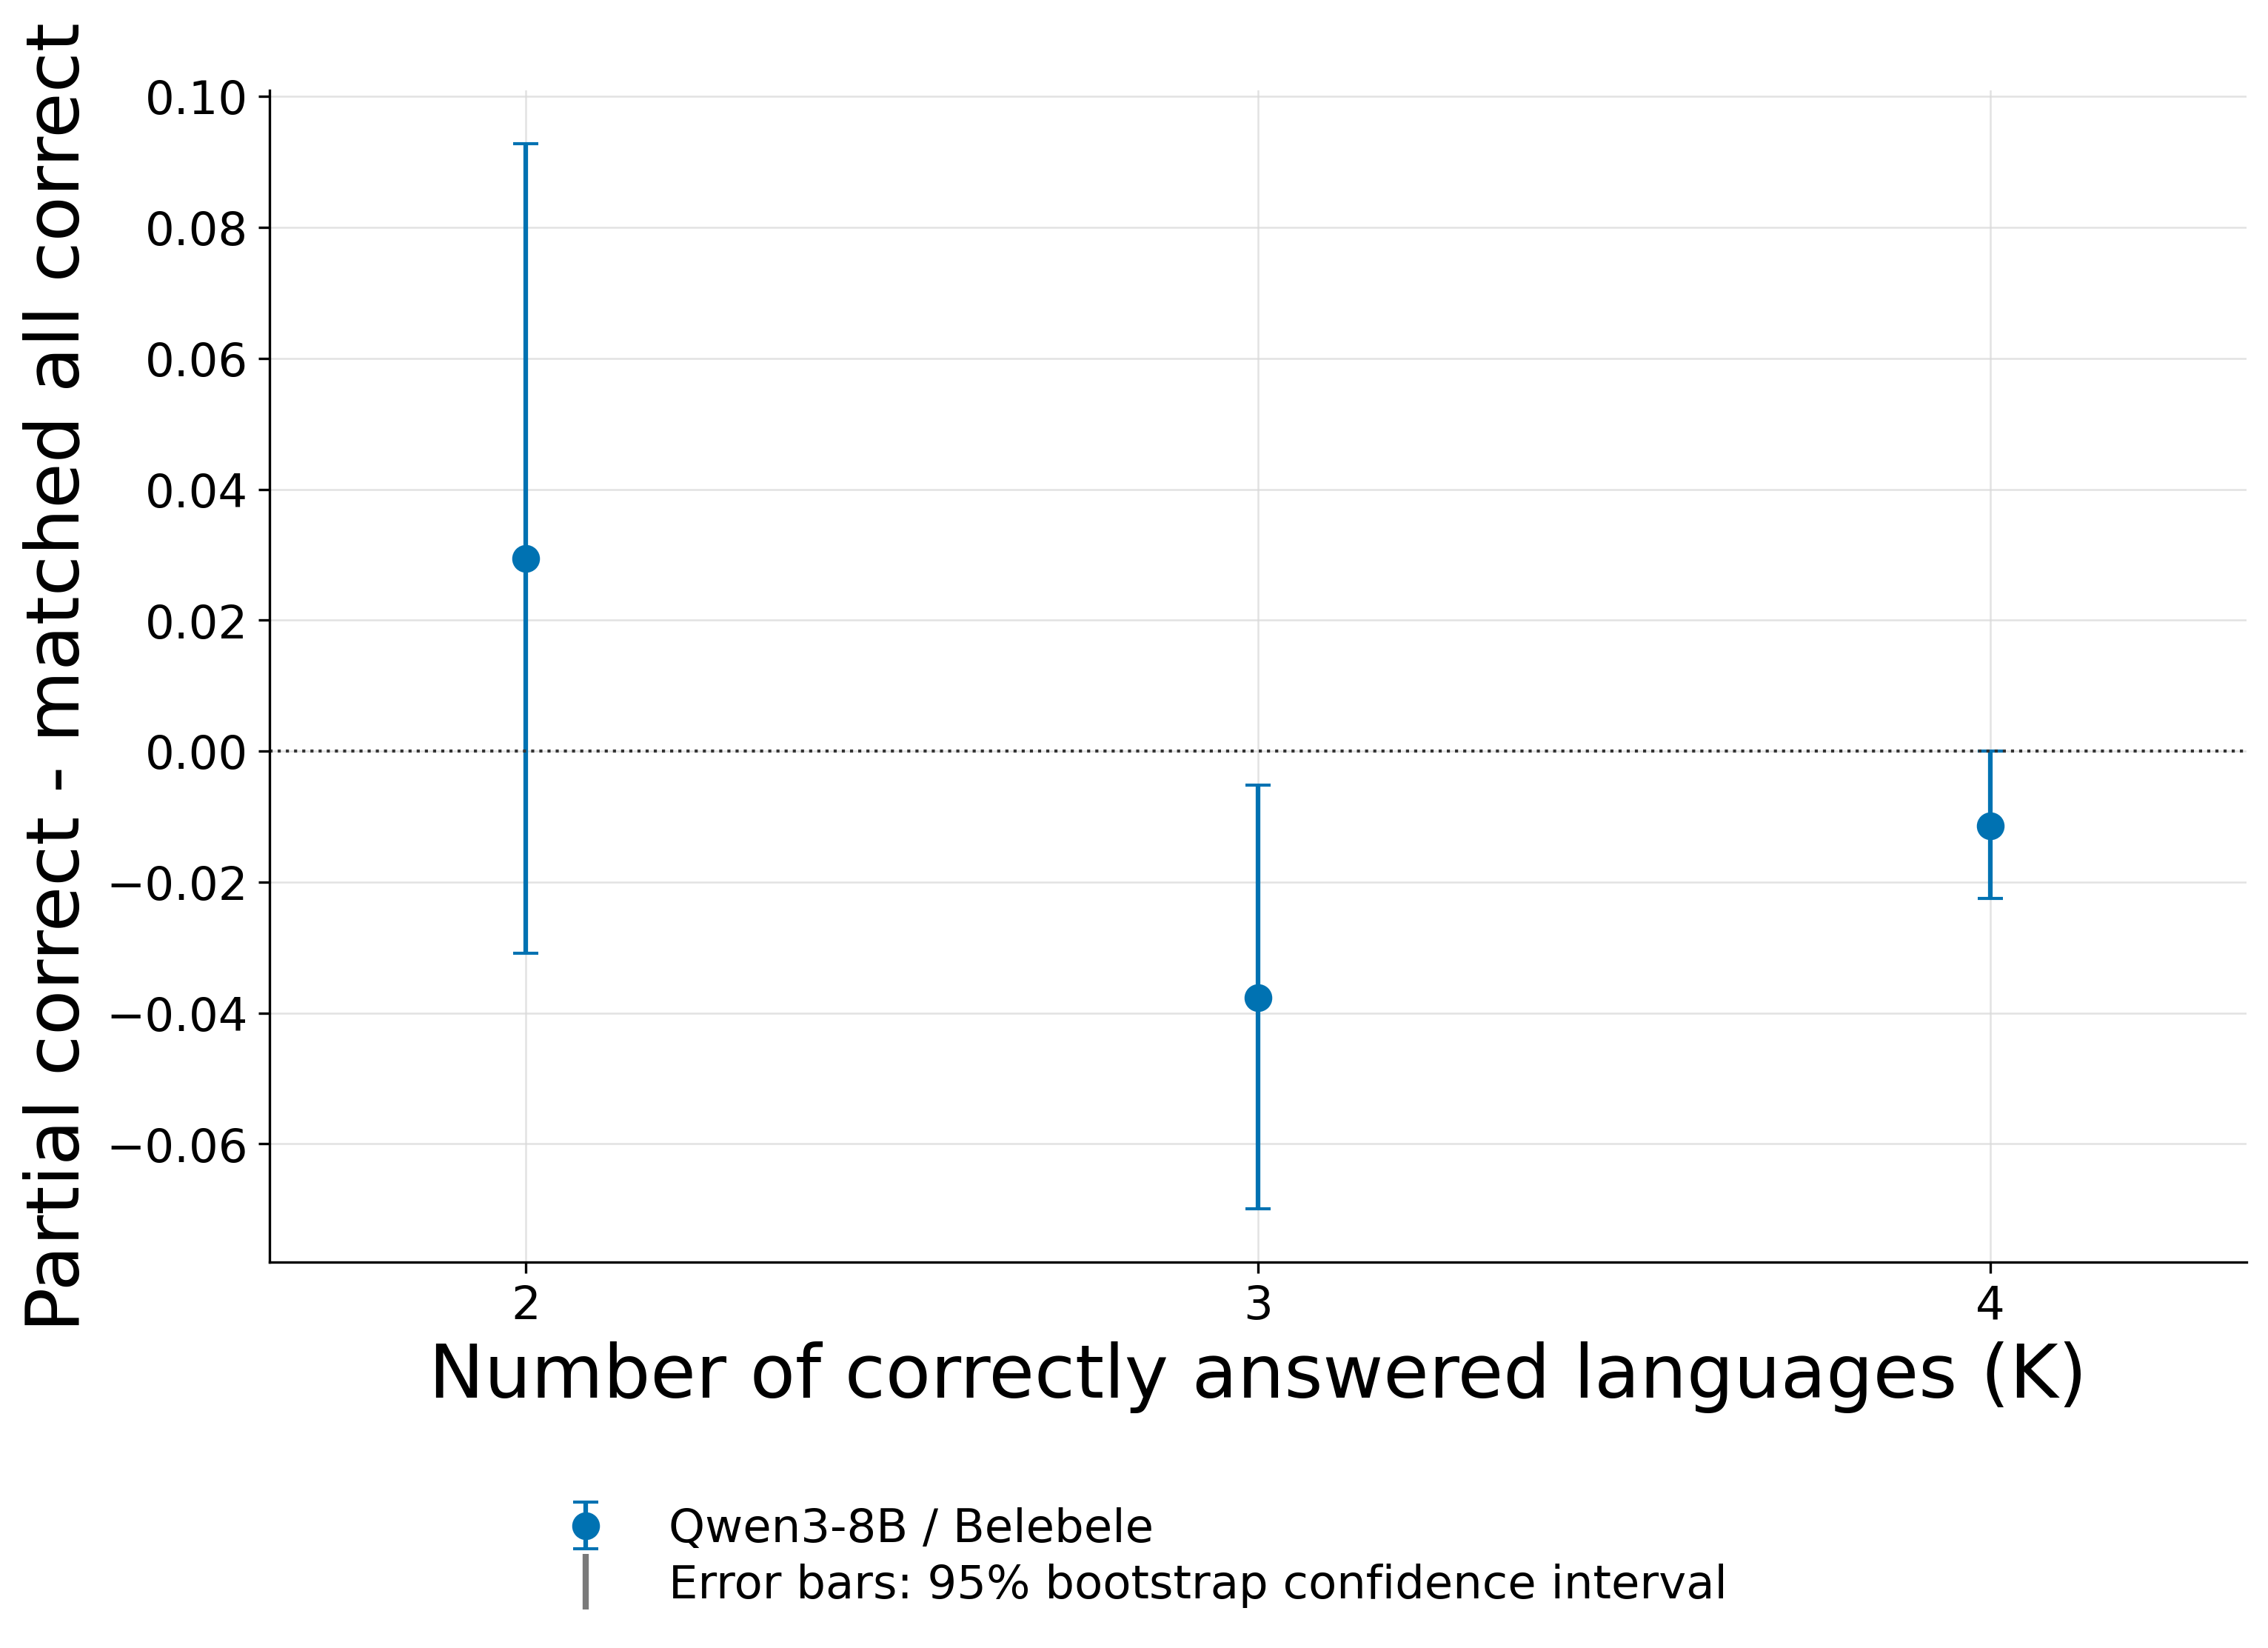 Partial correct - matched all correct
0.10
0.08
0.06
0.04
0.02
0.00
−0.02
−0.04
−0.06
2 3 4
Number of correctly answered languages (K)
Qwen3-8B / Belebele
Error bars: 95% bootstrap confidence interval